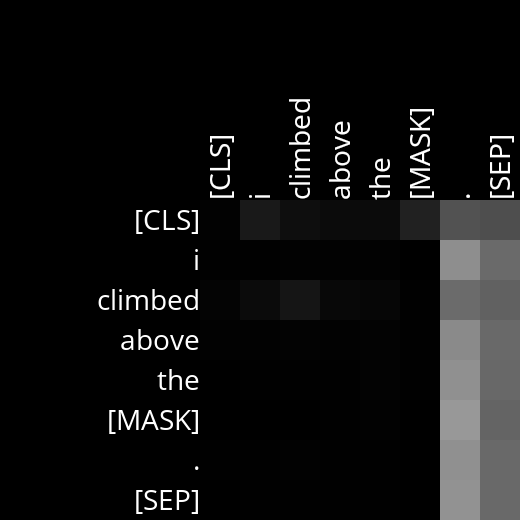 [CLS] i climbed above the [MASK] . [SEP]
[CLS]
i
climbed
above
the
[MASK]
.
[SEP]